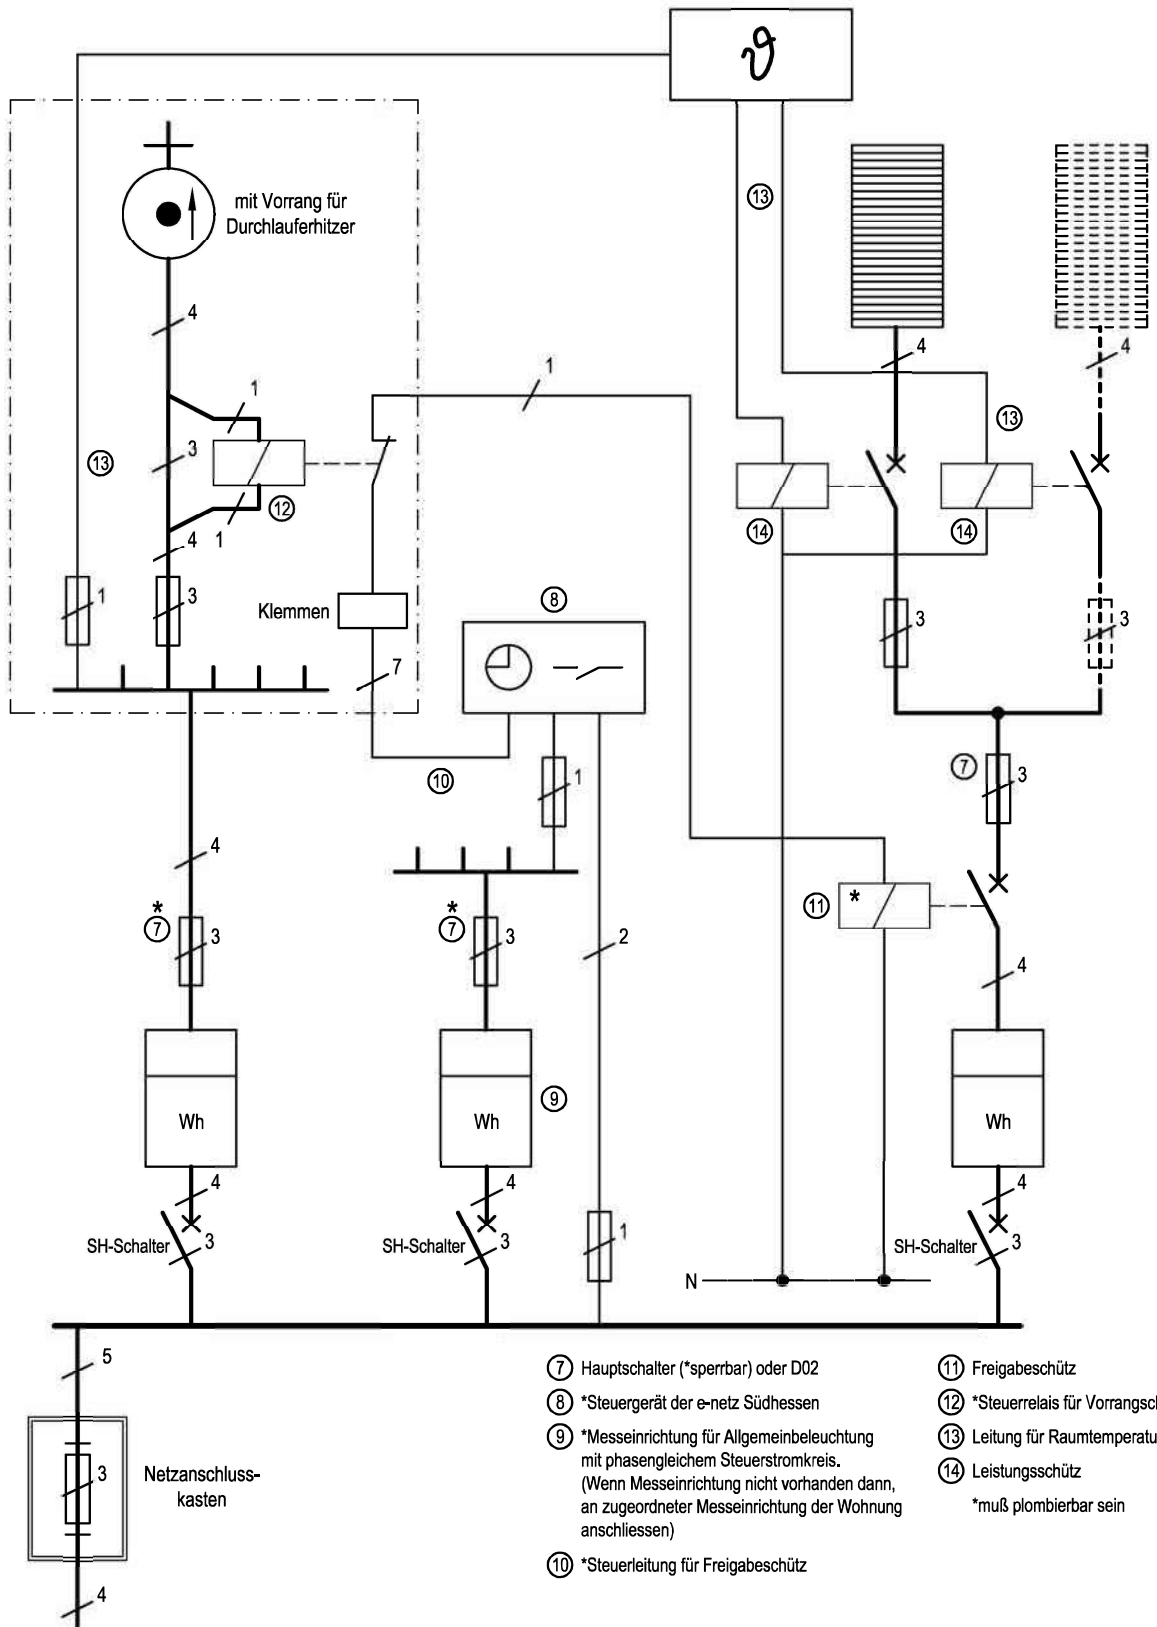 ϑ
mit Vorrang für
Durchlauferhitzer
13
4
4
4
1
1
13
3
13
12
1
4
14
14
1
3
Klemmen
8
3
3
7
10
1
7
3
4
*
7
3
*
7
3
2
11
*
4
Wh
Wh
9
Wh
4
4
4
SH-Schalter
3
SH-Schalter
3
1
SH-Schalter
3
N
5
3
Netzanschluss-
kasten
4
7 Hauptschalter (*sperrbar) oder D02
8 *Steuergerät der e-netz Südhessen
9 *Messeinrichtung für Allgemeinbeleuchtung
mit phasengleichem Steuerstromkreis.
(Wenn Messeinrichtung nicht vorhanden dann,
an zugeordneter Messeinrichtung der Wohnung
anschliessen)
10 *Steuerleitung für Freigabeschütz
11 Freigabeschütz
12 *Steuerrelais für Vorrangsc
13 Leitung für Raumtemperatu
14 Leistungsschütz
*muß plombierbar sein